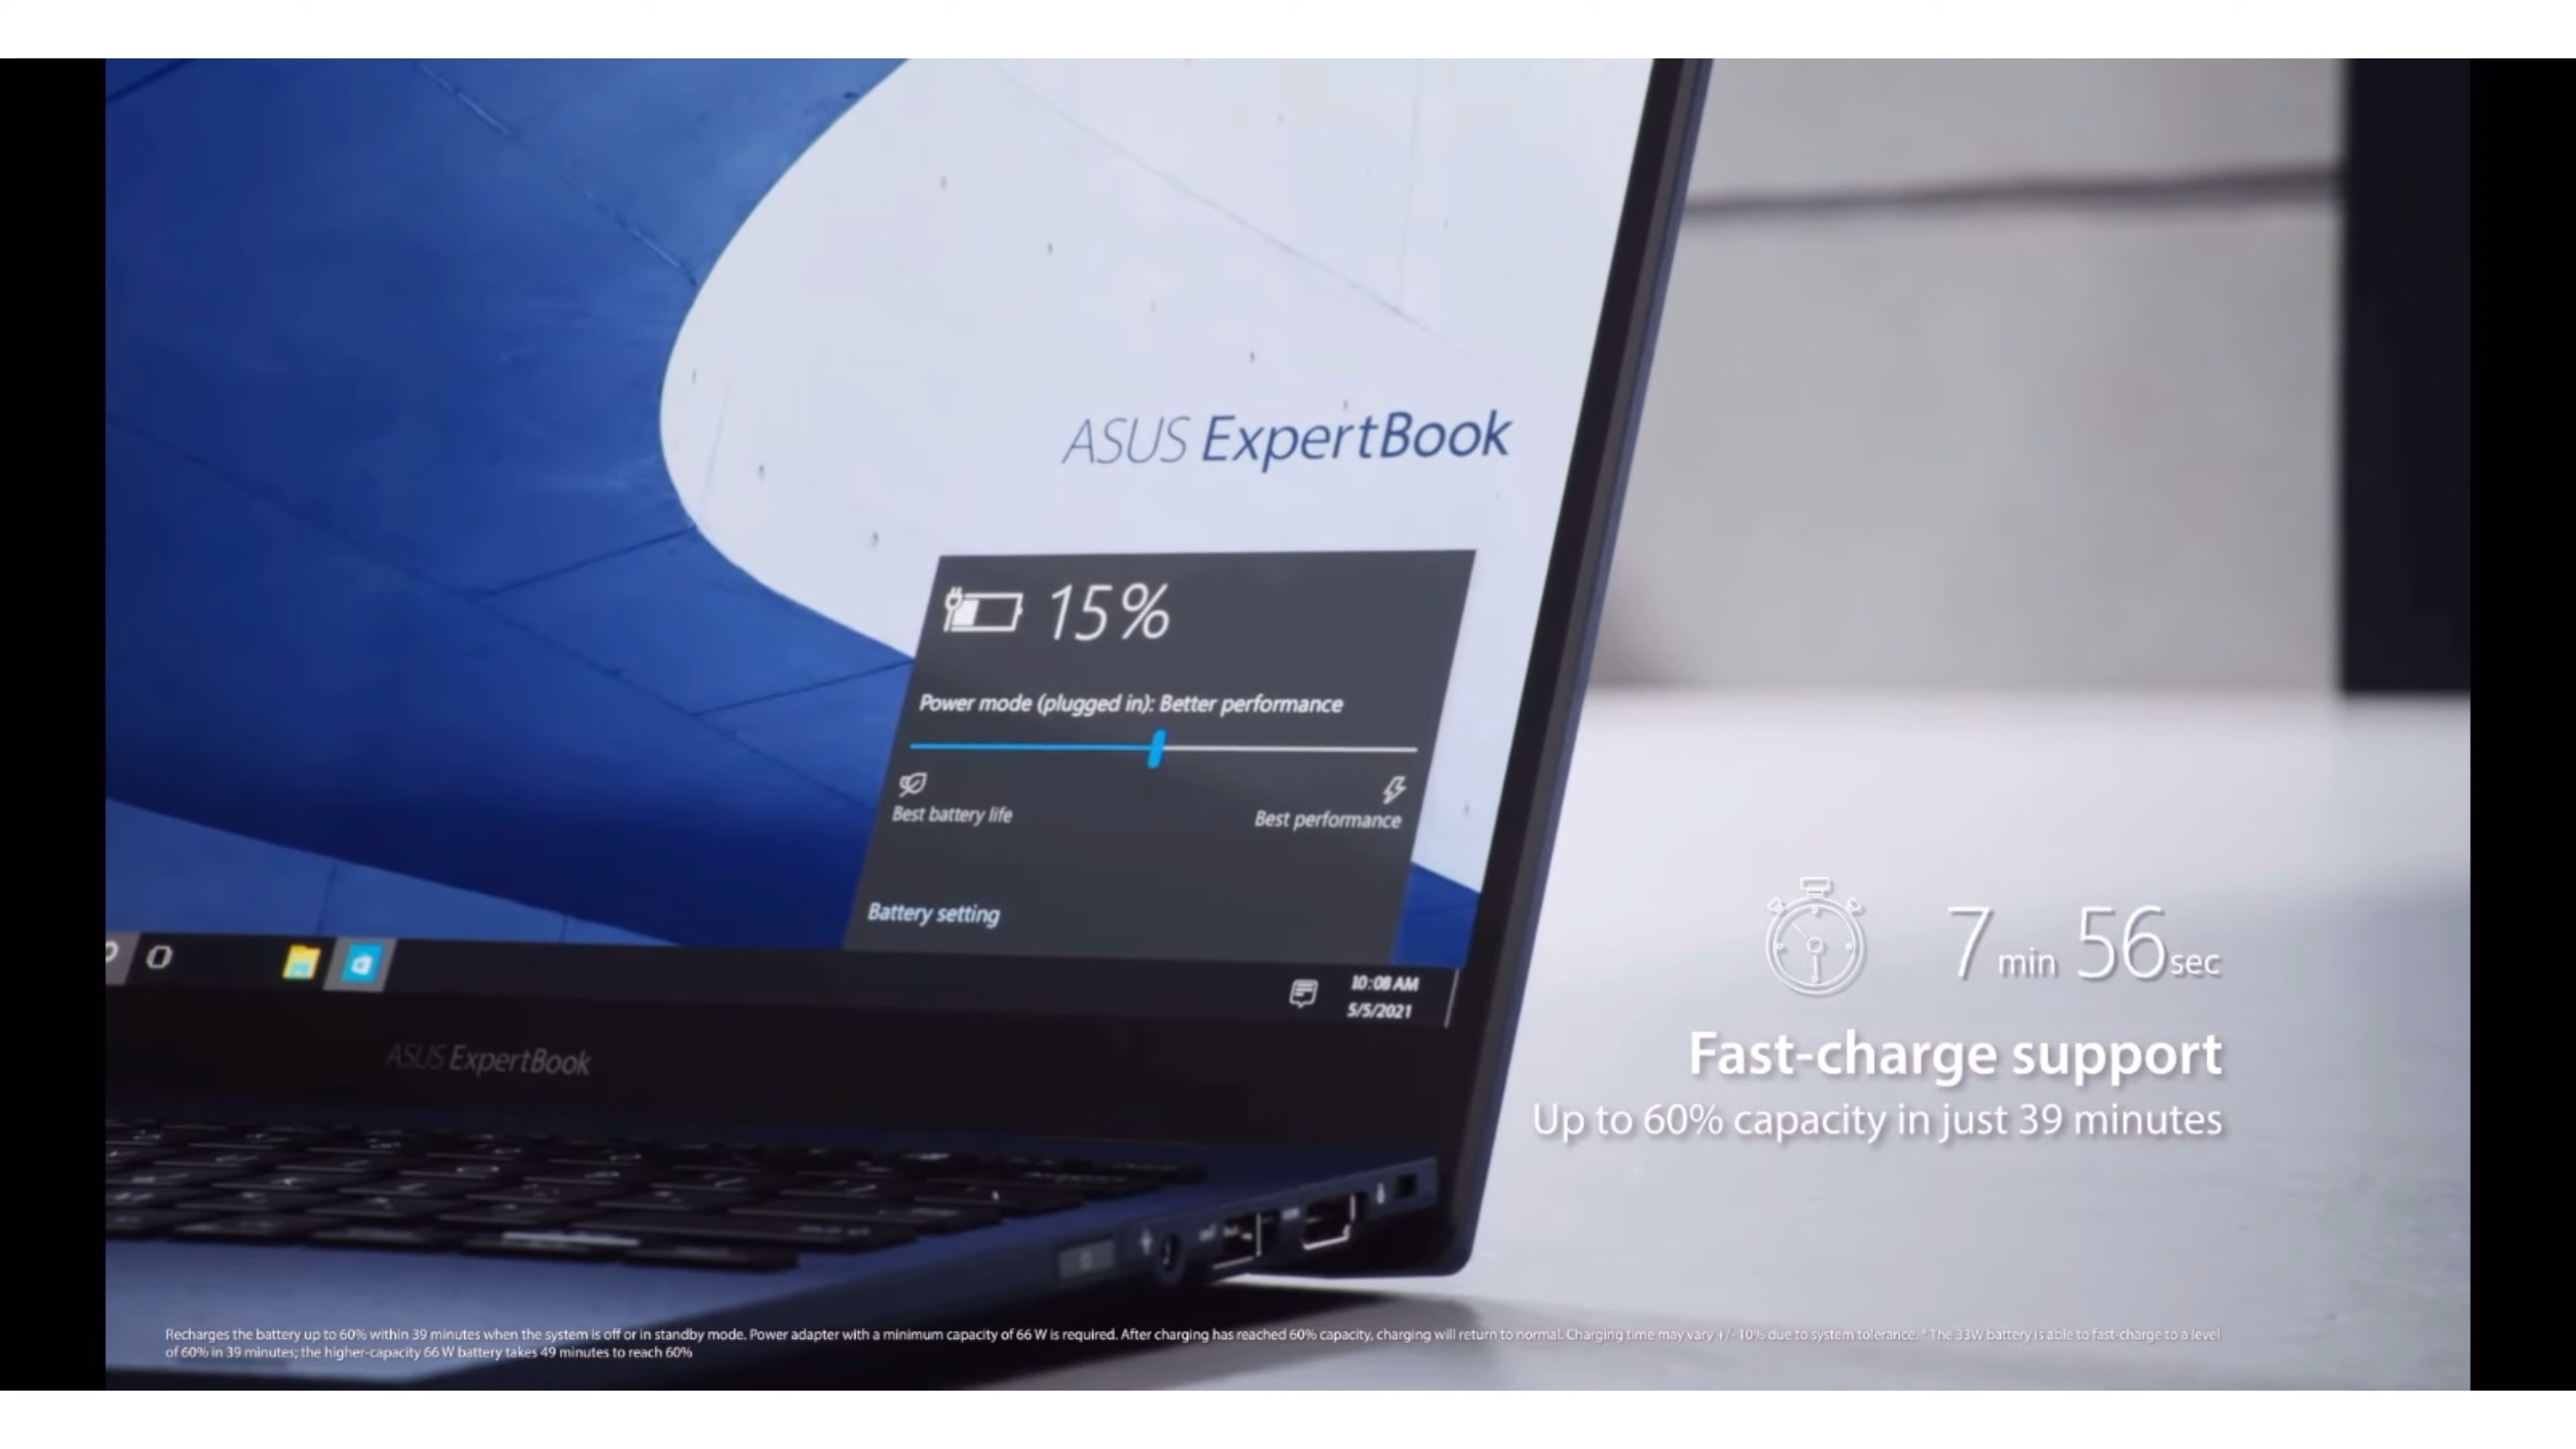 ASUS ExpertBook
15%
Power mode (plugged in): Better performance
Best battery life
Best performance
Battery setting
10:08 AM
5/5/2021
ASUS ExpertBook
7 min 56 sec
Fast-charge support
Up to 60% capacity in just 39 minutes
Recharges the battery up to 60% within 39 minutes when the system is off or in standby mode. Power adapter with a minimum capacity of 66 W is required. After charging has reached 60% capacity, charging will return to normal. Charging time may vary +/- 10% due to system tolerance. * The 33W battery is able to fast-charge to a level
of 60% in 39 minutes; the higher-capacity 66 W battery takes 49 minutes to reach 60%